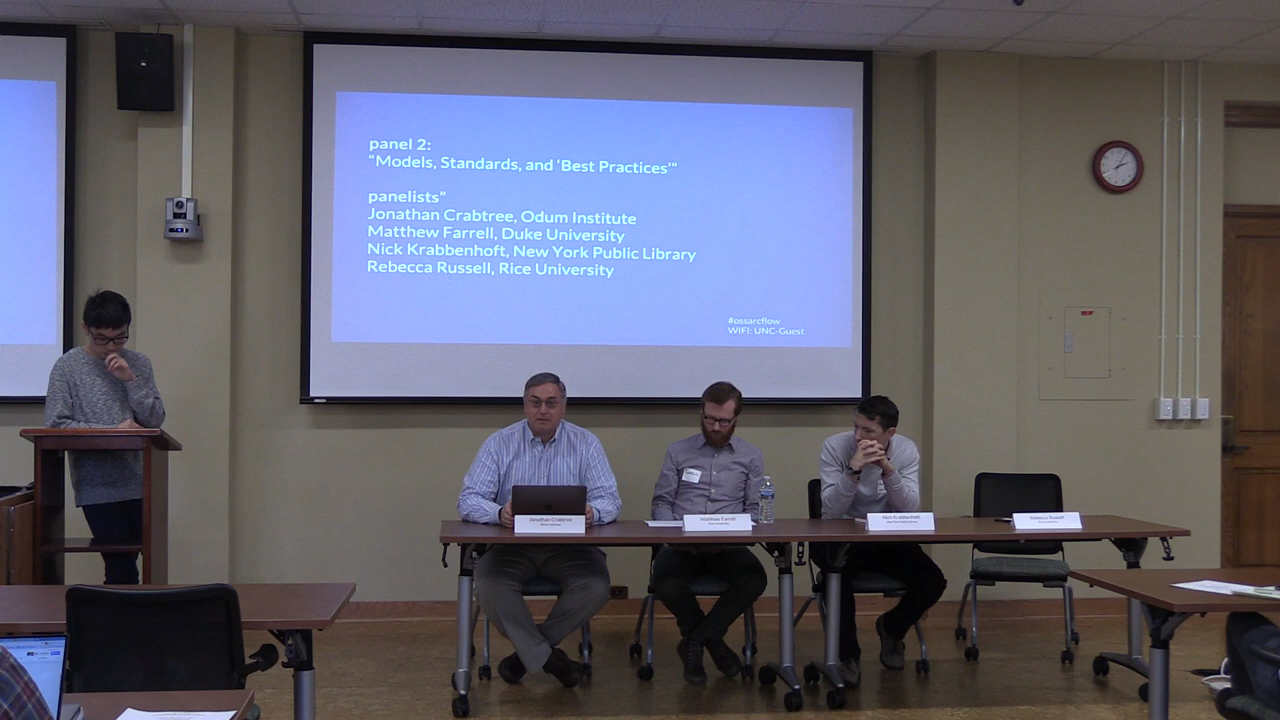 panel 2:
“Models, Standards, and ‘Best Practices’”
panelists”
Jonathan Crabtree, Odum Institute
Matthew Farrell, Duke University
Nick Krabbenhoft, New York Public Library
Rebecca Russell, Rice University
#ossarcflow
WIFI: UNC-Guest
Jonathan Crabtree
Matthew Farrell
Nick Krabbenhoft
Rebecca Russell